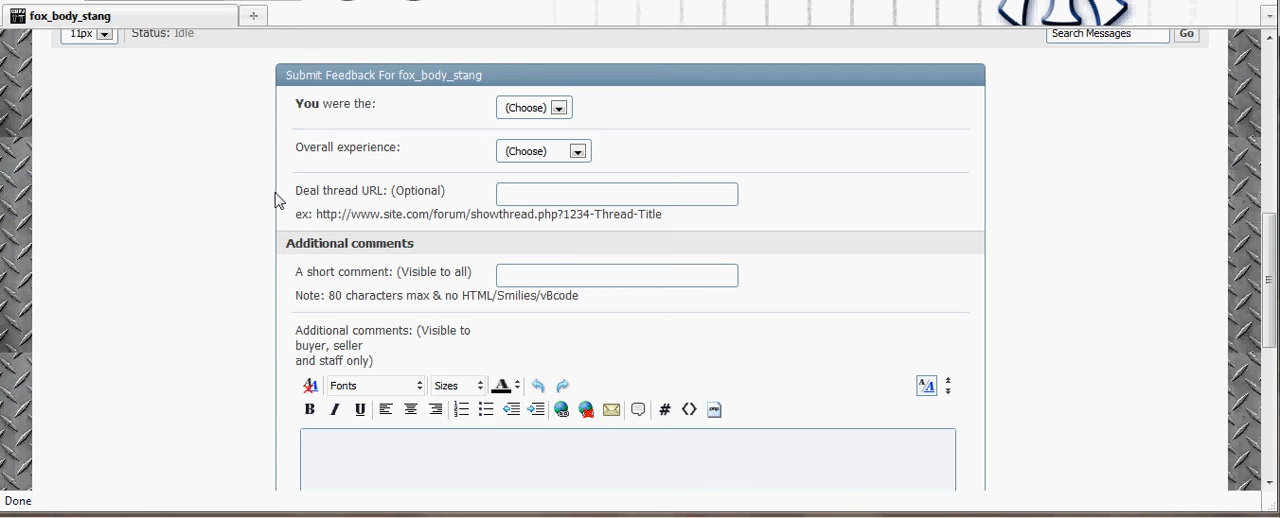 fox_body_stang
11px
Status: Idle
Search Messages
Go
Submit Feedback For fox_body_stang
You were the:
(Choose)
Overall experience:
(Choose)
Deal thread URL: (Optional)
ex: http://www.site.com/forum/showthread.php?1234-Thread-Title
Additional comments
A short comment: (Visible to all)
Note: 80 characters max & no HTML/Smilies/vBcode
Additional comments: (Visible to
buyer, seller
and staff only)
Fonts
Sizes
A
B I U
# <>
Done